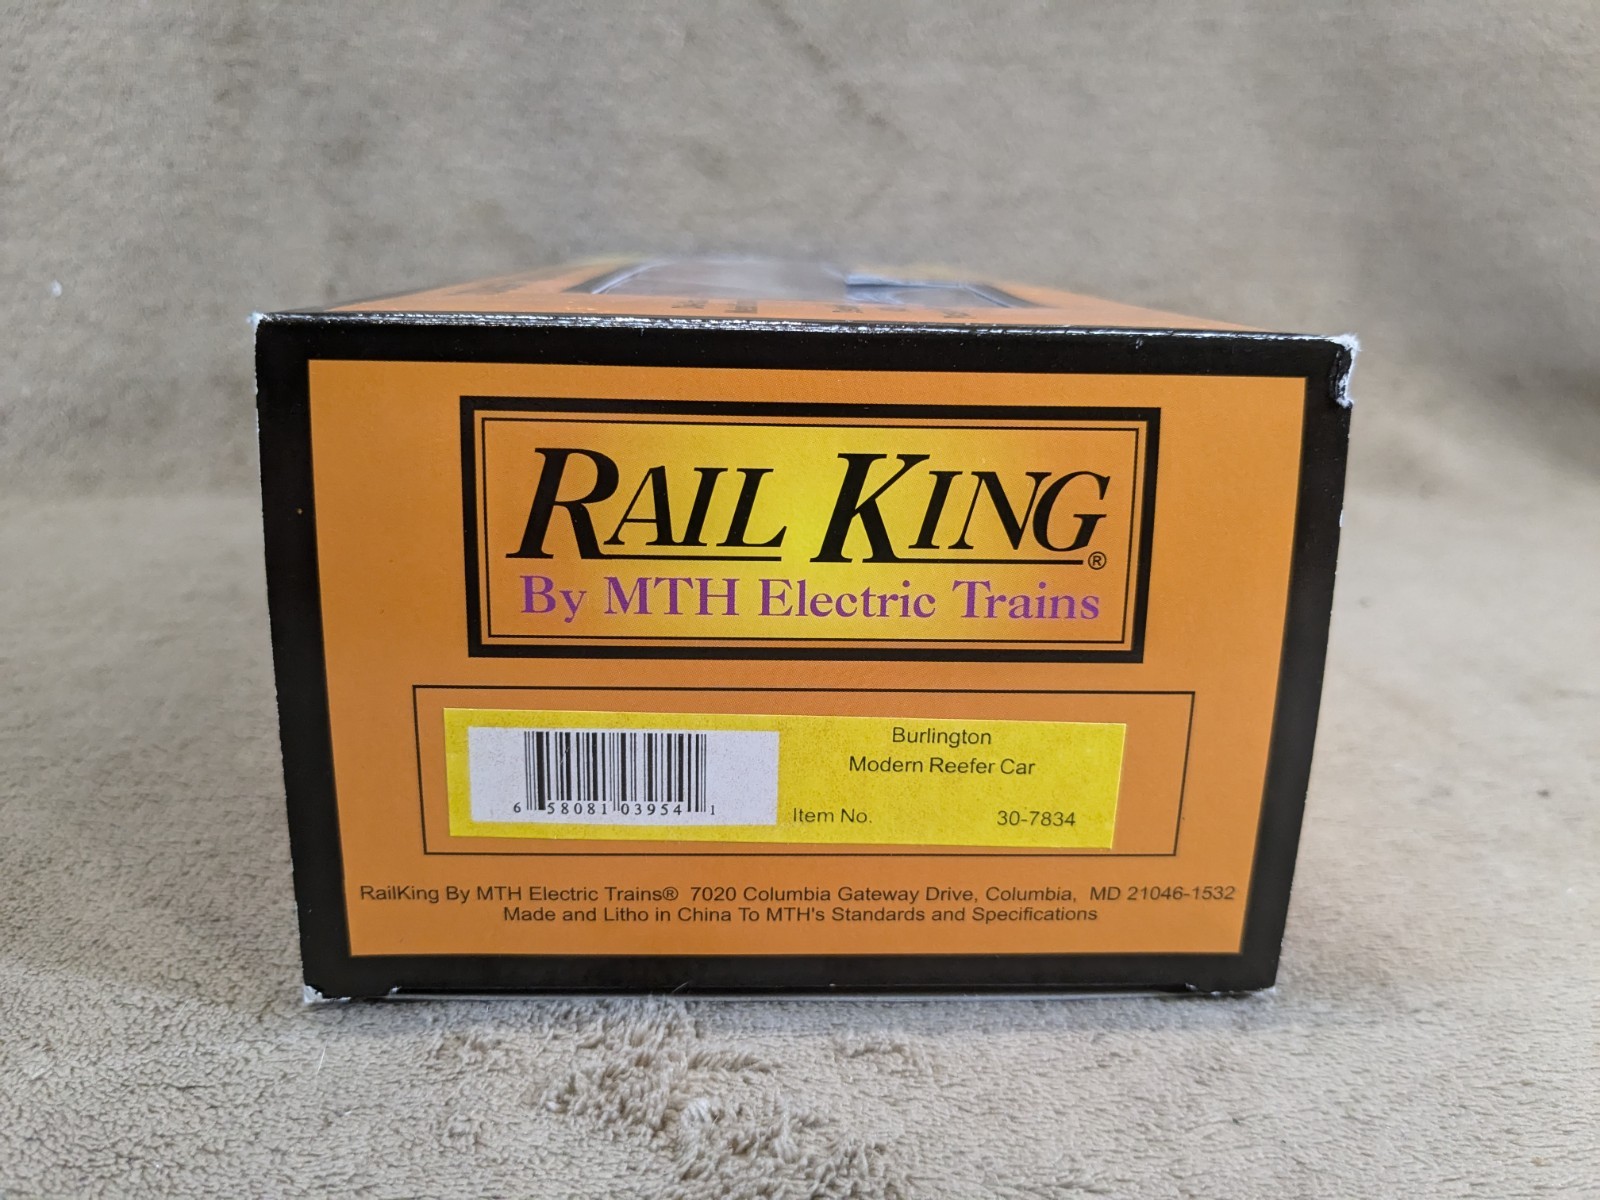 RAIL KING®
By MTH Electric Trains
Burlington
Modern Reefer Car
6 58081 03954 1
Item No. 30-7834
RailKing By MTH Electric Trains® 7020 Columbia Gateway Drive, Columbia, MD 21046-1532
Made and Litho in China To MTH's Standards and Specifications